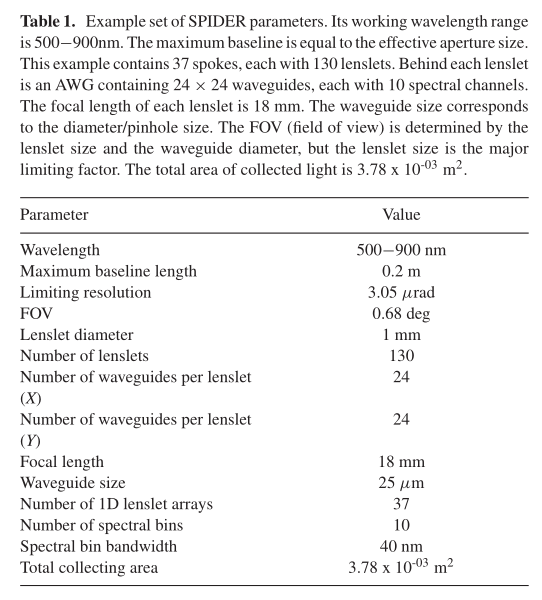 Table 1. Example set of SPIDER parameters. Its working wavelength range
is 500–900nm. The maximum baseline is equal to the effective aperture size.
This example contains 37 spokes, each with 130 lenslets. Behind each lenslet
is an AWG containing 24 × 24 waveguides, each with 10 spectral channels.
The focal length of each lenslet is 18 mm. The waveguide size corresponds
to the diameter/pinhole size. The FOV (field of view) is determined by the
lenslet size and the waveguide diameter, but the lenslet size is the major
limiting factor. The total area of collected light is 3.78 x 10⁻⁰³ m².
Parameter Value
Wavelength 500–900 nm
Maximum baseline length 0.2 m
Limiting resolution 3.05 μrad
FOV 0.68 deg
Lenslet diameter 1 mm
Number of lenslets 130
Number of waveguides per lenslet 24
(X)
Number of waveguides per lenslet 24
(Y)
Focal length 18 mm
Waveguide size 25 μm
Number of 1D lenslet arrays 37
Number of spectral bins 10
Spectral bin bandwidth 40 nm
Total collecting area 3.78 x 10⁻⁰³ m²